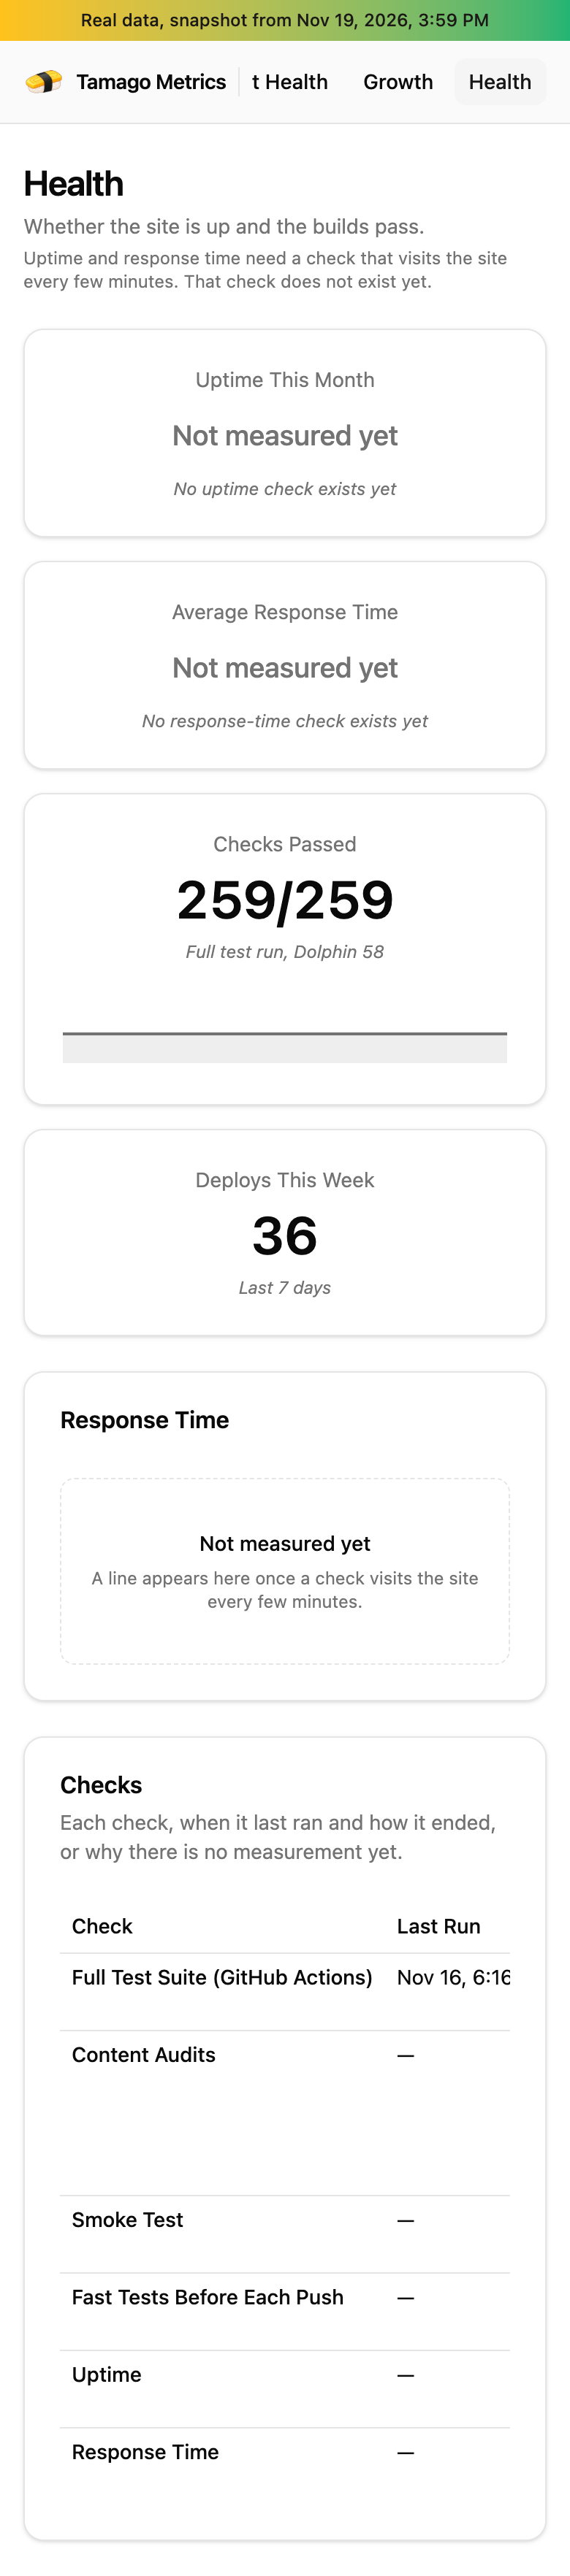 Real data, snapshot from Nov 19, 2026, 3:59 PM
Tamago Metrics
t Health
Growth
Health
Health
Whether the site is up and the builds pass.
Uptime and response time need a check that visits the site
every few minutes. That check does not exist yet.
Uptime This Month
Not measured yet
No uptime check exists yet
Average Response Time
Not measured yet
No response-time check exists yet
Checks Passed
259/259
Full test run, Dolphin 58
Deploys This Week
36
Last 7 days
Response Time
Not measured yet
A line appears here once a check visits the site
every few minutes.
Checks
Each check, when it last ran and how it ended,
or why there is no measurement yet.
Check Last Run
Full Test Suite (GitHub Actions) Nov 16, 6:16
Content Audits —
Smoke Test —
Fast Tests Before Each Push —
Uptime —
Response Time —